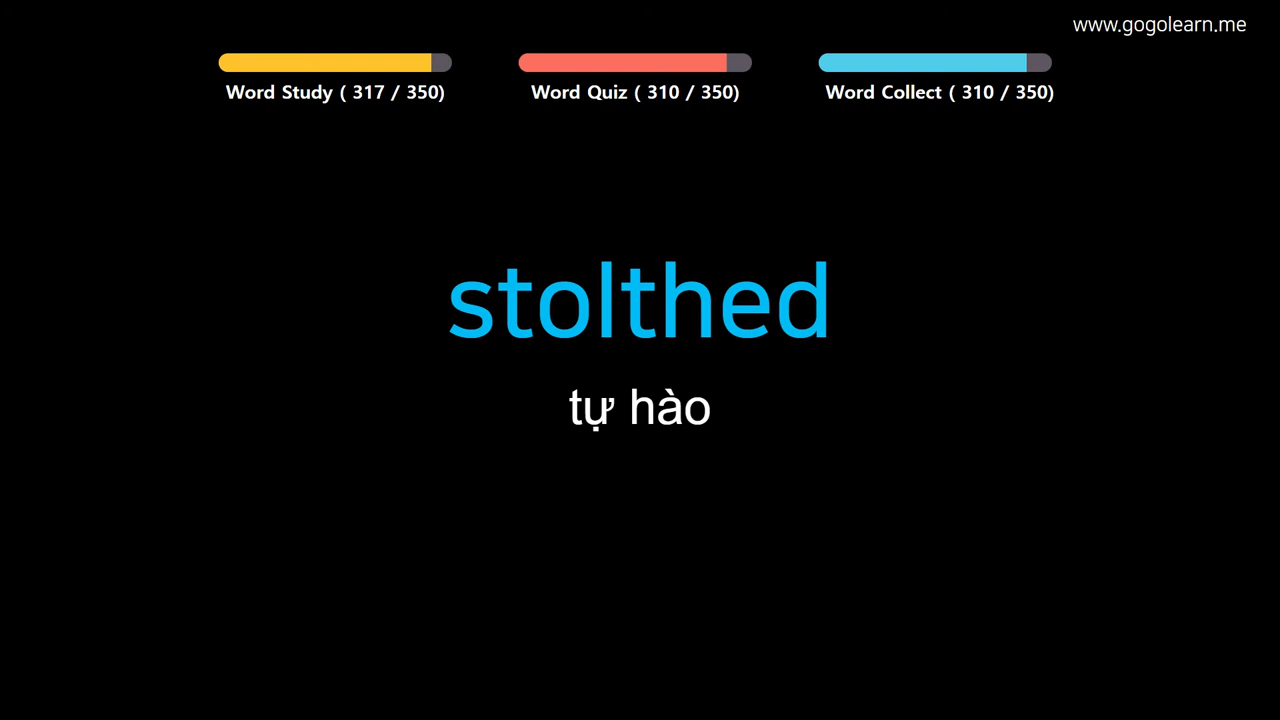 www.gogolearn.me
Word Study ( 317 / 350)
Word Quiz ( 310 / 350)
Word Collect ( 310 / 350)
stolthed
tự hào